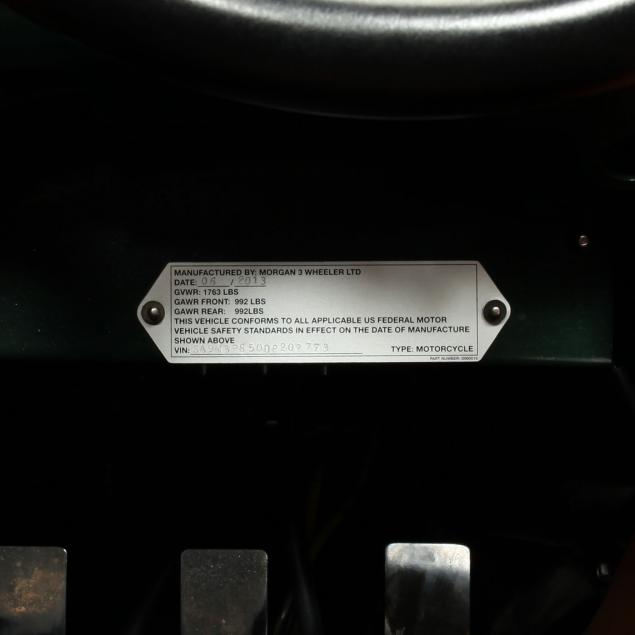 MANUFACTURED BY: MORGAN 3 WHEELER LTD
DATE: 06 / 2013
GVWR: 1763 LBS
GAWR FRONT: 992 LBS
GAWR REAR: 992LBS
THIS VEHICLE CONFORMS TO ALL APPLICABLE US FEDERAL MOTOR
VEHICLE SAFETY STANDARDS IN EFFECT ON THE DATE OF MANUFACTURE
SHOWN ABOVE
VIN: TYPE: MOTORCYCLE